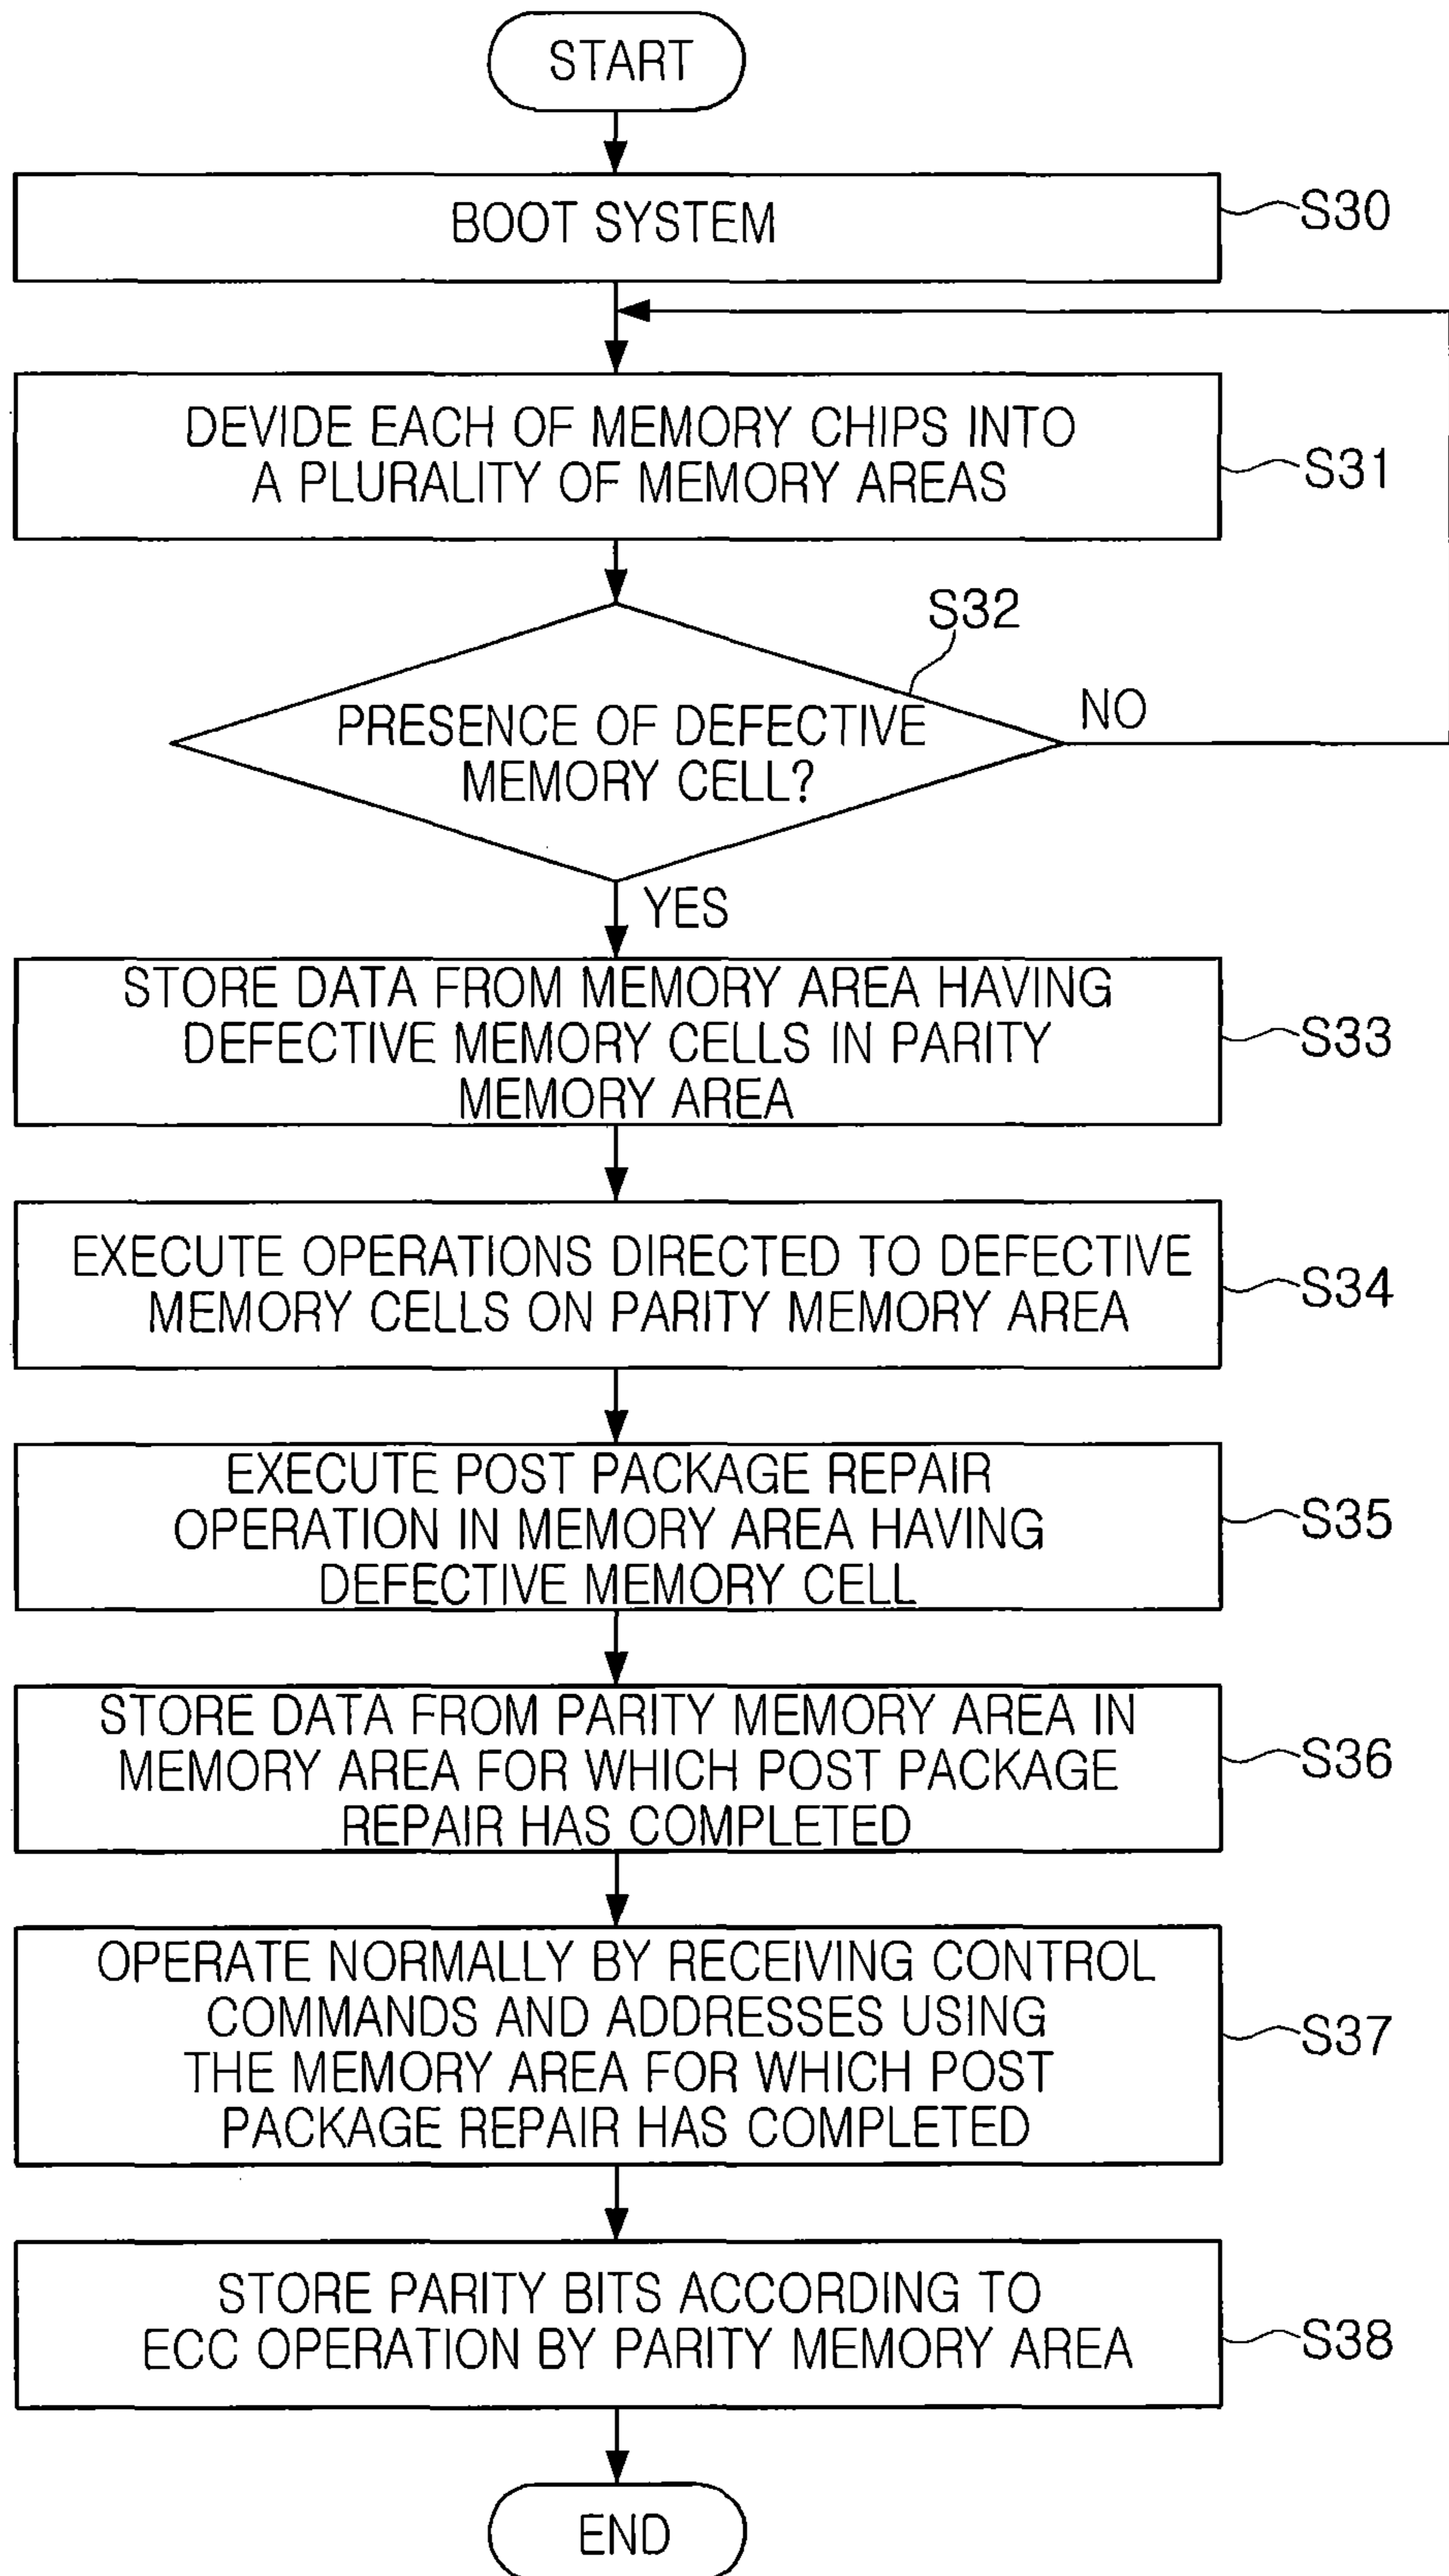 START
BOOT SYSTEM
S30
DEVIDE EACH OF MEMORY CHIPS INTO
A PLURALITY OF MEMORY AREAS
S31
S32
PRESENCE OF DEFECTIVE
MEMORY CELL?
NO
YES
STORE DATA FROM MEMORY AREA HAVING
DEFECTIVE MEMORY CELLS IN PARITY
MEMORY AREA
S33
EXECUTE OPERATIONS DIRECTED TO DEFECTIVE
MEMORY CELLS ON PARITY MEMORY AREA
S34
EXECUTE POST PACKAGE REPAIR
OPERATION IN MEMORY AREA HAVING
DEFECTIVE MEMORY CELL
S35
STORE DATA FROM PARITY MEMORY AREA IN
MEMORY AREA FOR WHICH POST PACKAGE
REPAIR HAS COMPLETED
S36
OPERATE NORMALLY BY RECEIVING CONTROL
COMMANDS AND ADDRESSES USING
THE MEMORY AREA FOR WHICH POST
PACKAGE REPAIR HAS COMPLETED
S37
STORE PARITY BITS ACCORDING TO
ECC OPERATION BY PARITY MEMORY AREA
S38
END